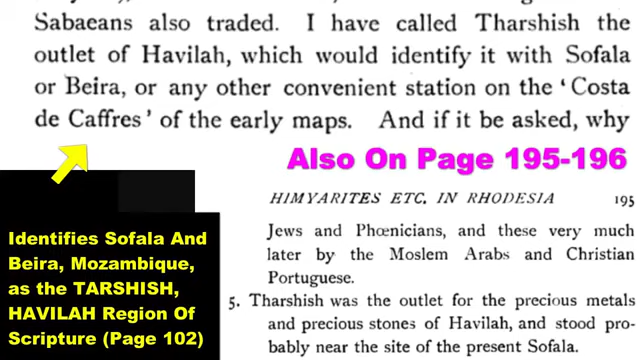 Sabaeans also traded. I have called Tharshish the
outlet of Havilah, which would identify it with Sofala
or Beira, or any other convenient station on the ‘Costa
de Caffres’ of the early maps. And if it be asked, why
Also On Page 195-196
HIMYARITES ETC. IN RHODESIA 195
Jews and Phœnicians, and these very much
later by the Moslem Arabs and Christian
Portuguese.
5. Tharshish was the outlet for the precious metals
and precious stones of Havilah, and stood pro-
bably near the site of the present Sofala.
Identifies Sofala And
Beira, Mozambique,
as the TARSHISH,
HAVILAH Region Of
Scripture (Page 102)